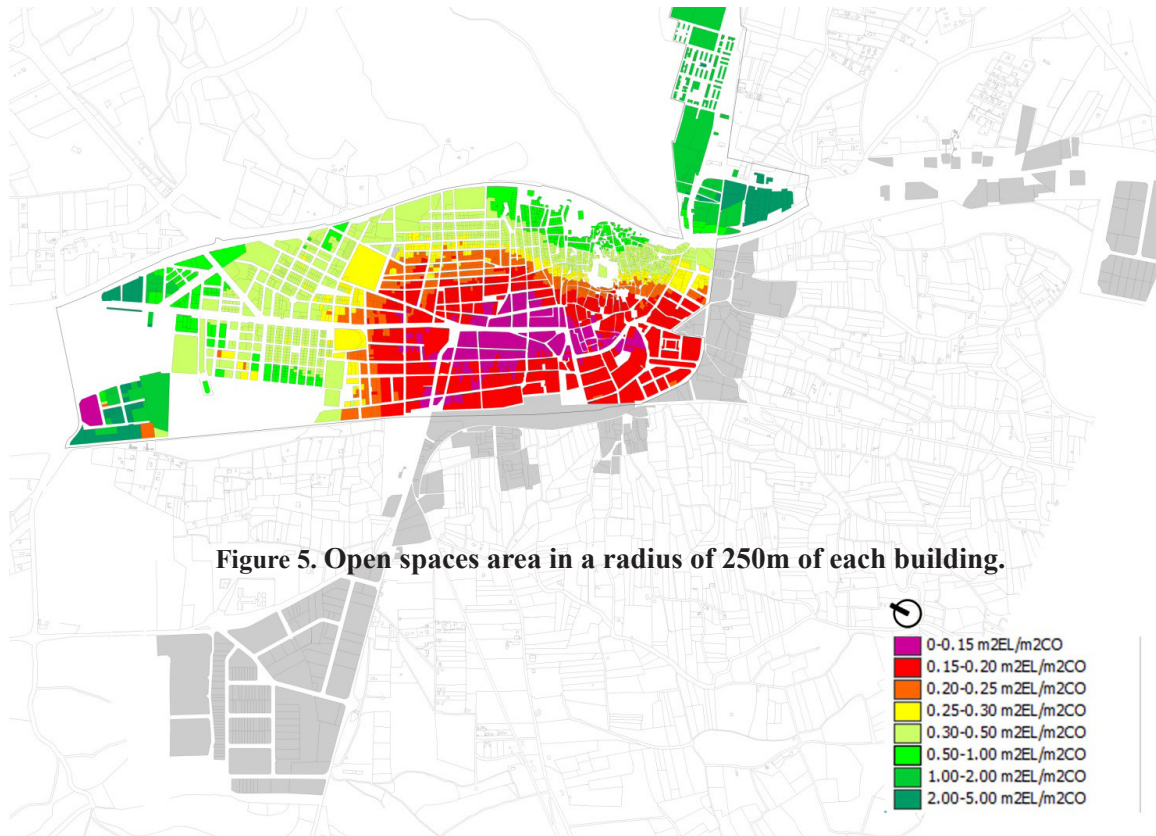 Figure 5. Open spaces area in a radius of 250m of each building.
0-0.15 m2EL/m2CO
0.15-0.20 m2EL/m2CO
0.20-0.25 m2EL/m2CO
0.25-0.30 m2EL/m2CO
0.30-0.50 m2EL/m2CO
0.50-1.00 m2EL/m2CO
1.00-2.00 m2EL/m2CO
2.00-5.00 m2EL/m2CO